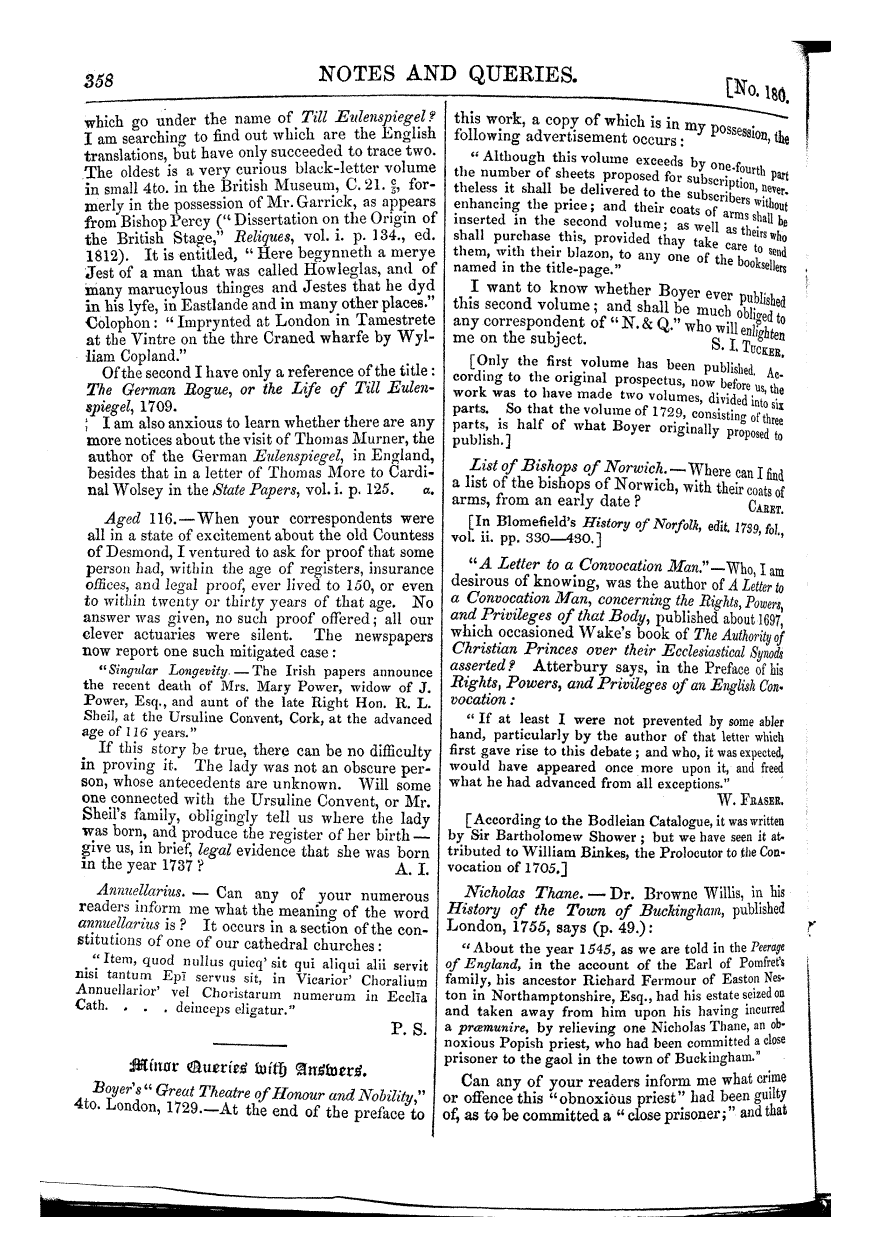 358
NOTES AND QUERIES.
[No. 180.
which go under the name of Till Eulenspiegel?
I am searching to find out which are the English
translations, but have only succeeded to trace two.
The oldest is a very curious black-letter volume
in small 4to. in the British Museum, C. 21. c/5, for-
merly in the possession of Mr. Garrick, as appears
from Bishop Percy (" Dissertation on the Origin of
the British Stage," Reliques, vol. i. p. 134., ed.
1812). It is entitled, " Here begynneth a merye
Jest of a man that was called Howleglas, and of
many marucylous thinges and Jestes that he dyd
in his lyfe, in Eastlande and in many other places."
Colophon: " Imprynted at London in Tamestrete
at the Vintre on the thre Craned wharfe by Wyl-
liam Copland."
Of the second I have only a reference of the title:
The German Rogue, or the Life of Till Eulen-
spiegel, 1709.
I am also anxious to learn whether there are any
more notices about the visit of Thomas Murner, the
author of the German Eulenspiegel, in England,
besides that in a letter of Thomas More to Cardi-
nal Wolsey in the State Papers, vol. i. p. 125. α.
Aged 116.—When your correspondents were
all in a state of excitement about the old Countess
of Desmond, I ventured to ask for proof that some
person had, within the age of registers, insurance
offices, and legal proof, ever lived to 150, or even
to within twenty or thirty years of that age. No
answer was given, no such proof offered; all our
clever actuaries were silent. The newspapers
now report one such mitigated case:
"Singular Longevity.—The Irish papers announce
the recent death of Mrs. Mary Power, widow of J.
Power, Esq., and aunt of the late Right Hon. R. L.
Sheil, at the Ursuline Convent, Cork, at the advanced
age of 116 years."
If this story be true, there can be no difficulty
in proving it. The lady was not an obscure per-
son, whose antecedents are unknown. Will some
one connected with the Ursuline Convent, or Mr.
Sheil's family, obligingly tell us where the lady
was born, and produce the register of her birth —
give us, in brief, legal evidence that she was born
in the year 1737? A. I.
Annuellarius. — Can any of your numerous
readers inform me what the meaning of the word
annuellarius is? It occurs in a section of the con-
stitutions of one of our cathedral churches:
"Item, quod nullus quicq' sit qui aliqui alii servit
nisi tantum Epī servus sit, in Vicarior' Choralium
Annuellarior' vel Choristarum numerum in Ecclīa
Cath. . . . deinceps eligatur."
P. S.
Minor Queries with Answers.
Boyer's " Great Theatre of Honour and Nobility,"
4to. London, 1729.—At the end of the preface to
this work, a copy of which is in my possession, the
following advertisement occurs:
" Although this volume exceeds by one-fourth part
the number of sheets proposed for subscription, never-
theless it shall be delivered to the subscribers without
enhancing the price; and their coats of arms shall be
inserted in the second volume; as well as theirs who
shall purchase this, provided thay take care to send
them, with their blazon, to any one of the booksellers
named in the title-page."
I want to know whether Boyer ever published
this second volume; and shall be much obliged to
any correspondent of "N. & Q." who will enlighten
me on the subject. S. I. TUCKER.
[Only the first volume has been published. Ac-
cording to the original prospectus, now before us, the
work was to have made two volumes, divided into six
parts. So that the volume of 1729, consisting of three
parts, is half of what Boyer originally proposed to
publish.]
List of Bishops of Norwich.—Where can I find
a list of the bishops of Norwich, with their coats of
arms, from an early date? CARET.
[In Blomefield's History of Norfolk, edit. 1739, fol.,
vol. ii. pp. 330—430.]
"A Letter to a Convocation Man."—Who, I am
desirous of knowing, was the author of A Letter to
a Convocation Man, concerning the Rights, Powers,
and Privileges of that Body, published about 1697,
which occasioned Wake's book of The Authority of
Christian Princes over their Ecclesiastical Synods
asserted? Atterbury says, in the Preface of his
Rights, Powers, and Privileges of an English Con-
vocation:
" If at least I were not prevented by some abler
hand, particularly by the author of that letter which
first gave rise to this debate; and who, it was expected,
would have appeared once more upon it, and freed
what he had advanced from all exceptions."
W. FRASER.
[According to the Bodleian Catalogue, it was written
by Sir Bartholomew Shower; but we have seen it at-
tributed to William Binkes, the Prolocutor to the Con-
vocation of 1705.]
Nicholas Thane. — Dr. Browne Willis, in his
History of the Town of Buckingham, published
London, 1755, says (p. 49.):
"About the year 1545, as we are told in the Peerage
of England, in the account of the Earl of Pomfret's
family, his ancestor Richard Fermour of Easton Nes-
ton in Northamptonshire, Esq., had his estate seized on
and taken away from him upon his having incurred
a præmunire, by relieving one Nicholas Thane, an ob-
noxious Popish priest, who had been committed a close
prisoner to the gaol in the town of Buckingham."
Can any of your readers inform me what crime
or offence this "obnoxious priest" had been guilty
of, as to be committed a " close prisoner;" and that